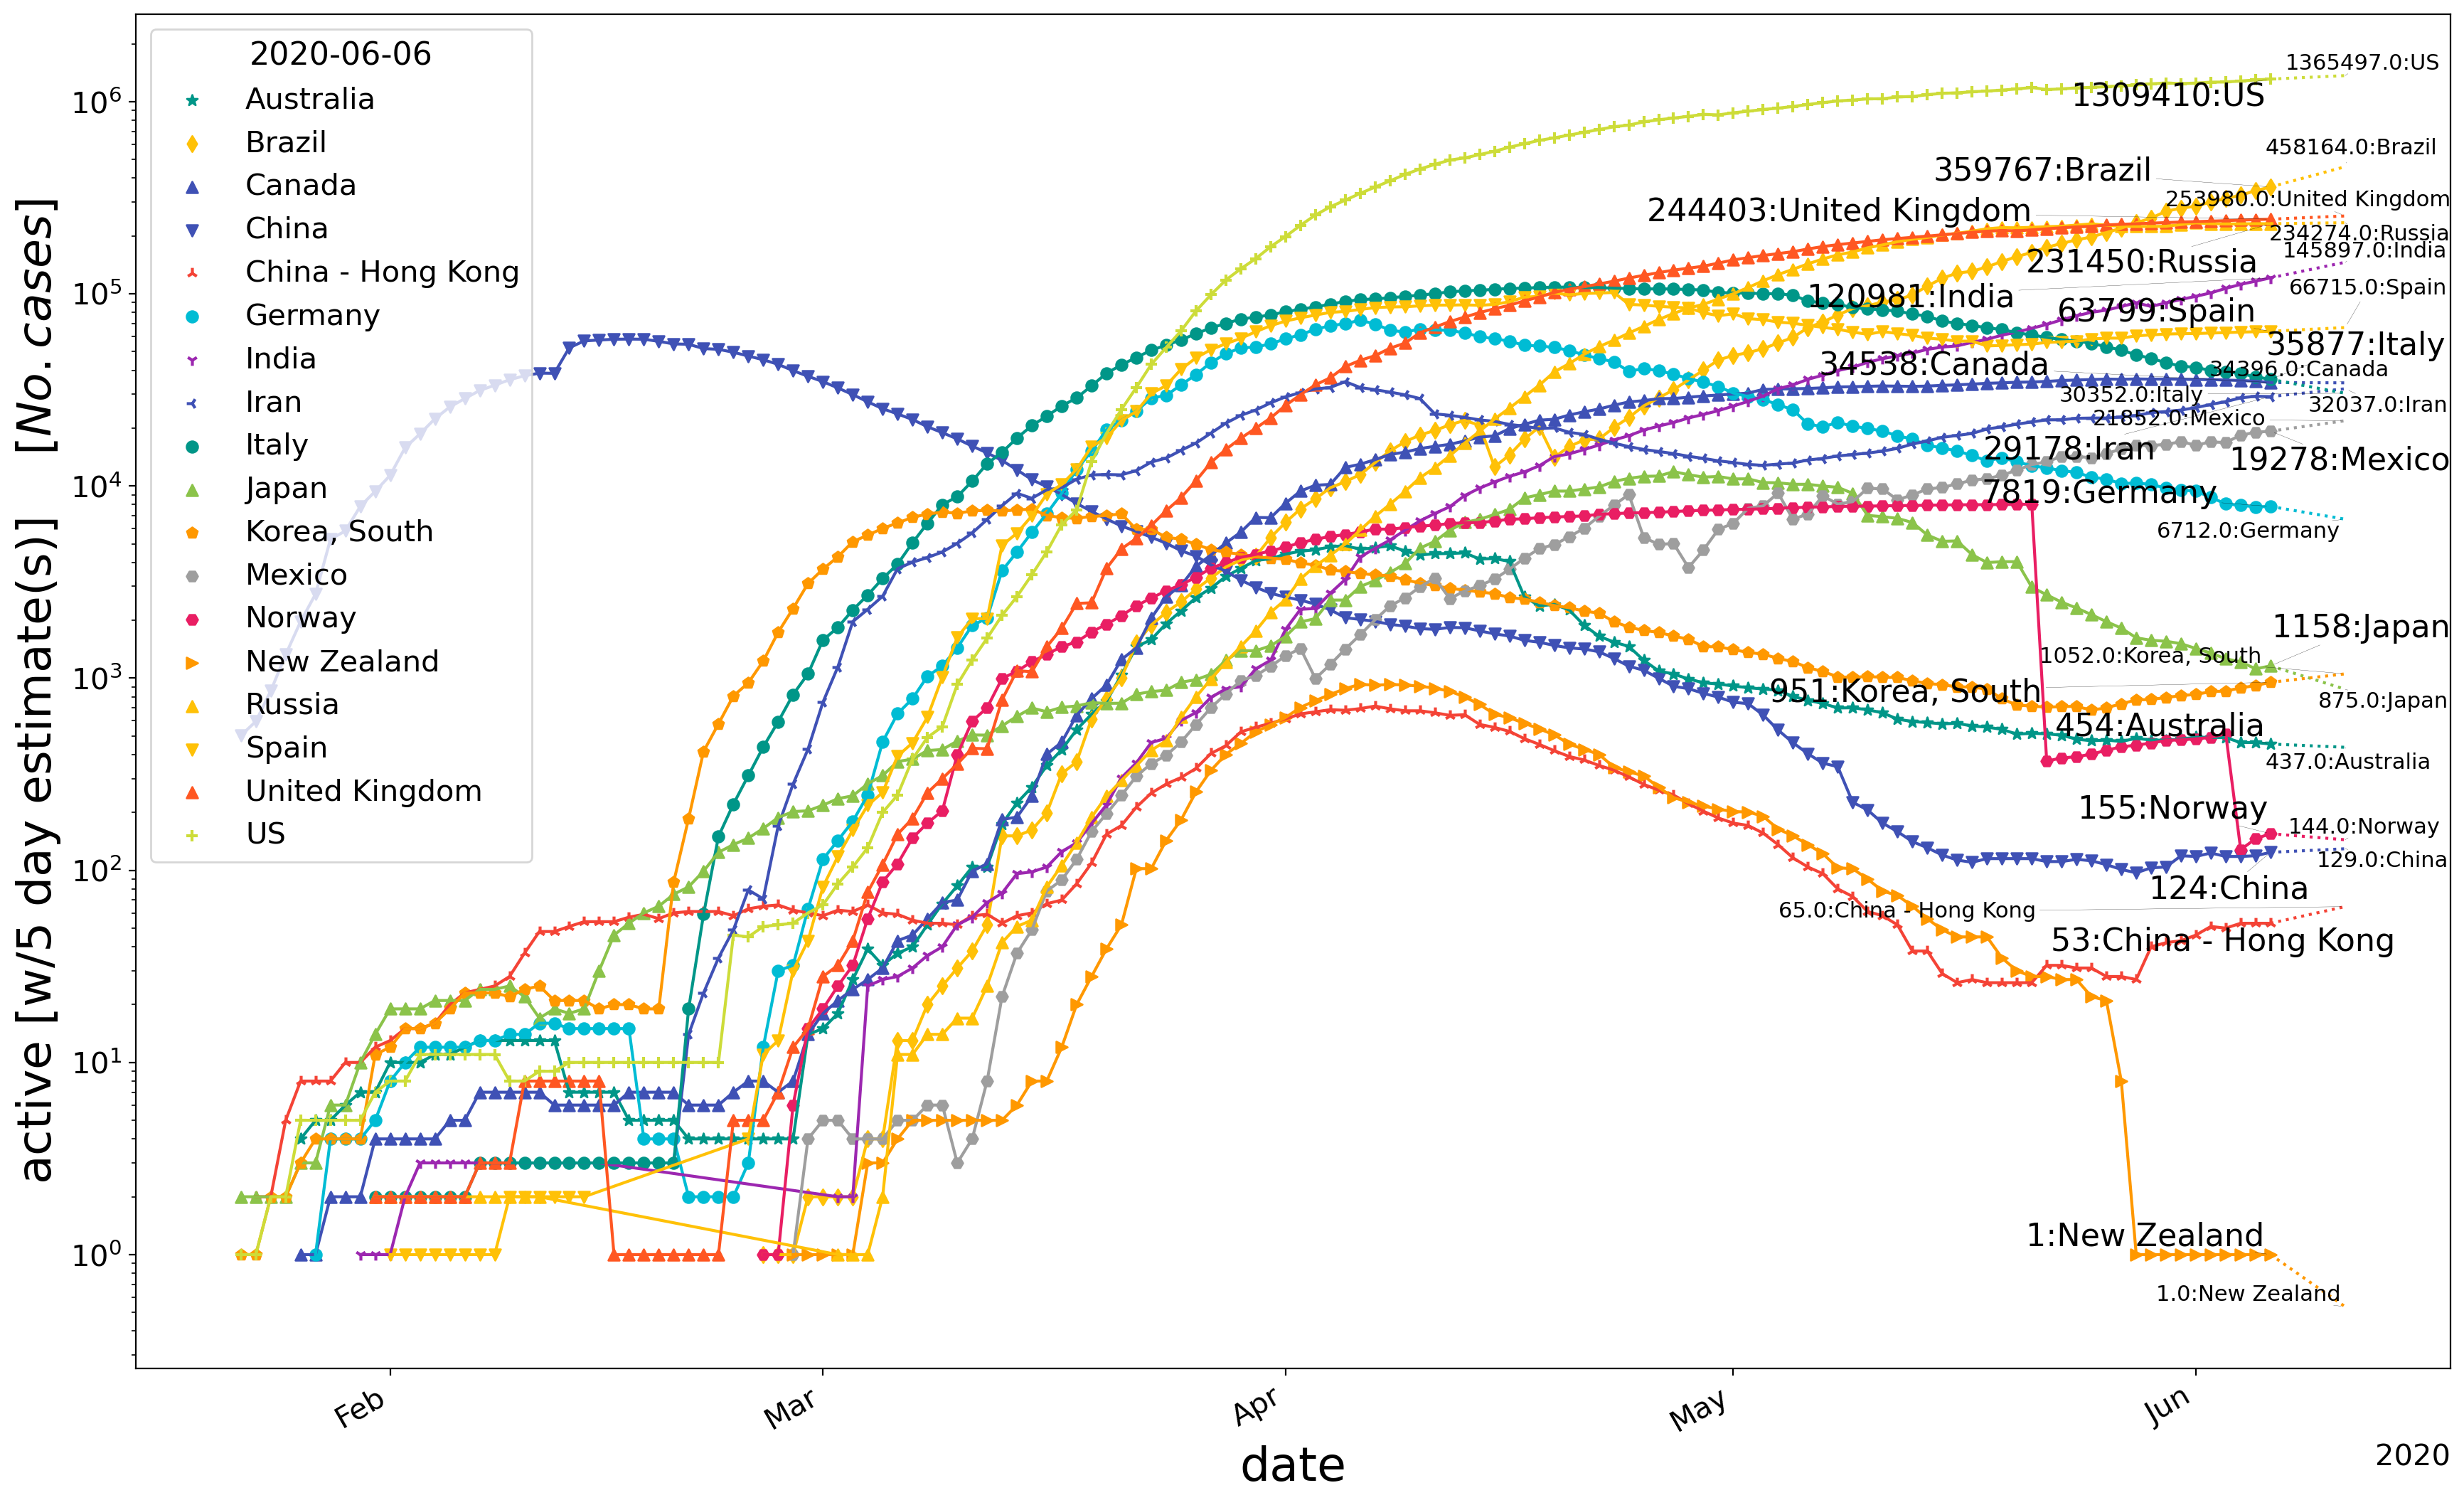 2020-06-06
Australia
Brazil
Canada
China
China - Hong Kong
Germany
India
Iran
Italy
Japan
Korea, South
Mexico
Norway
New Zealand
Russia
Spain
United Kingdom
US
active [w/5 day estimate(s)] [No. cases]
10⁶
10⁵
10⁴
10³
10²
10¹
10⁰
1365497.0:US
1309410:US
458164.0:Brazil
359767:Brazil
253980.0:United Kingdom
244403:United Kingdom
234274.0:Russia
145897.0:India
231450:Russia
66715.0:Spain
120981:India
63799:Spain
35877:Italy
34538:Canada
34396.0:Canada
30352.0:Italy
32037.0:Iran
21852.0:Mexico
29178:Iran
19278:Mexico
7819:Germany
6712.0:Germany
1158:Japan
1052.0:Korea, South
951:Korea, South
875.0:Japan
454:Australia
437.0:Australia
155:Norway
144.0:Norway
129.0:China
124:China
65.0:China - Hong Kong
53:China - Hong Kong
1:New Zealand
1.0:New Zealand
Feb
Mar
Apr
May
Jun
date
2020